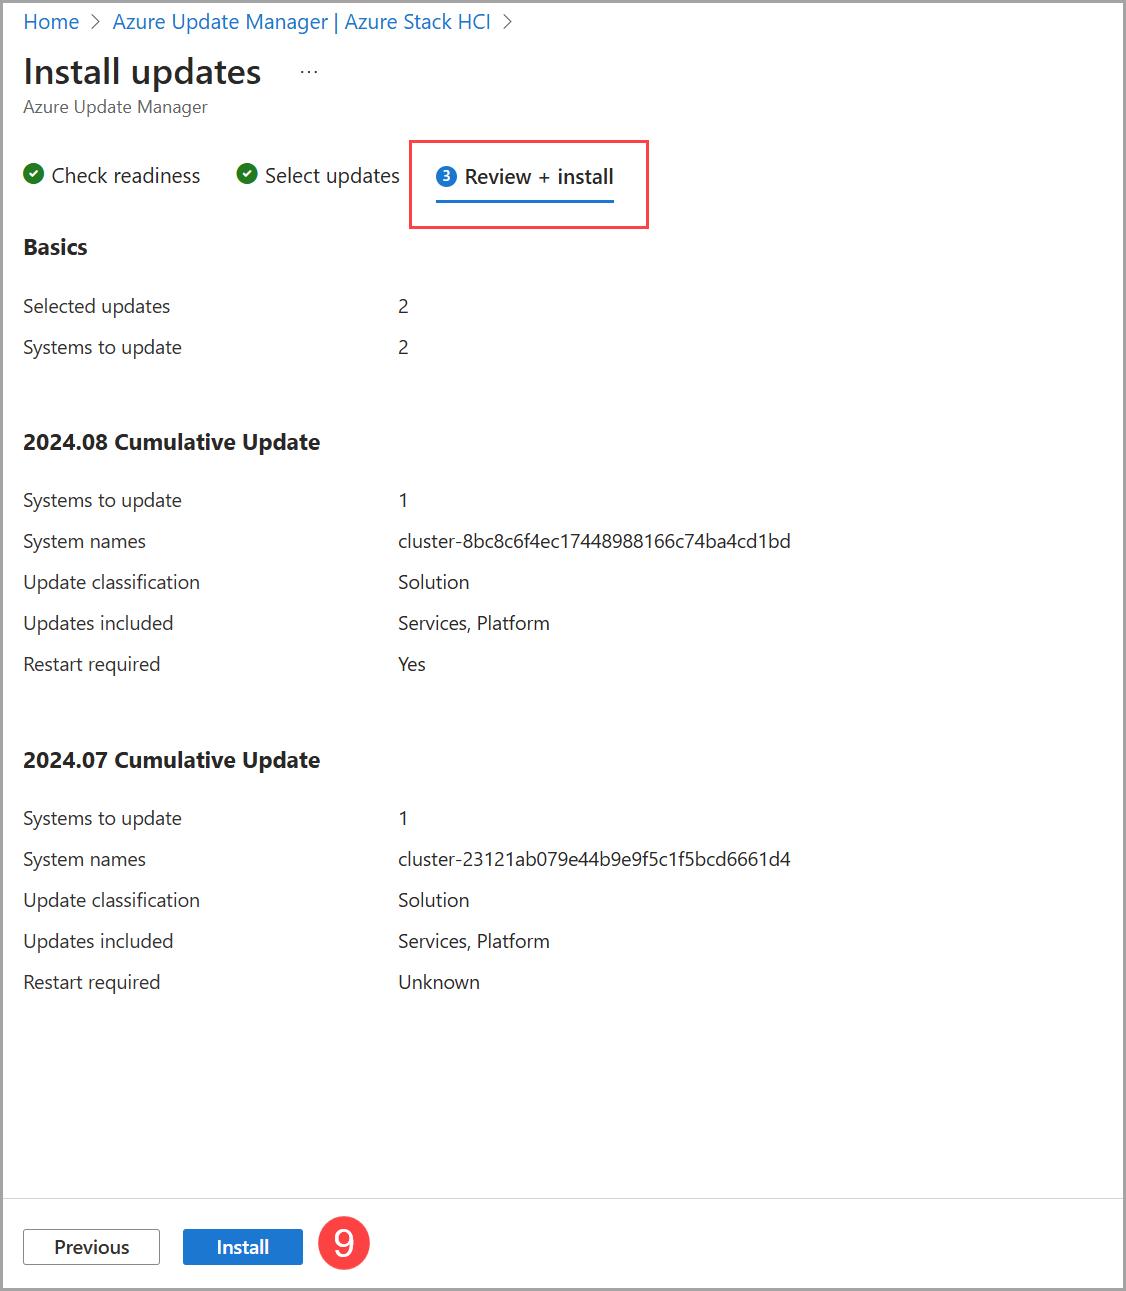 Home > Azure Update Manager | Azure Stack HCI >
Install updates ...
Azure Update Manager
Check readiness Select updates 3 Review + install
Basics
Selected updates 2
Systems to update 2
2024.08 Cumulative Update
Systems to update 1
System names cluster-8bc8c6f4ec17448988166c74ba4cd1bd
Update classification Solution
Updates included Services, Platform
Restart required Yes
2024.07 Cumulative Update
Systems to update 1
System names cluster-23121ab079e44b9e9f5c1f5bcd6661d4
Update classification Solution
Updates included Services, Platform
Restart required Unknown
Previous Install 9